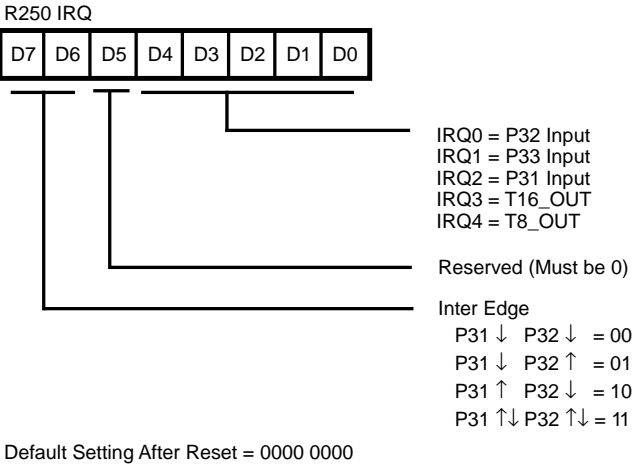 R250 IRQ
D7 D6 D5 D4 D3 D2 D1 D0
IRQ0 = P32 Input
IRQ1 = P33 Input
IRQ2 = P31 Input
IRQ3 = T16_OUT
IRQ4 = T8_OUT
Reserved (Must be 0)
Inter Edge
P31 ↓ P32 ↓ = 00
P31 ↓ P32 ↑ = 01
P31 ↑ P32 ↓ = 10
P31 ↑↓ P32 ↑↓ = 11
Default Setting After Reset = 0000 0000